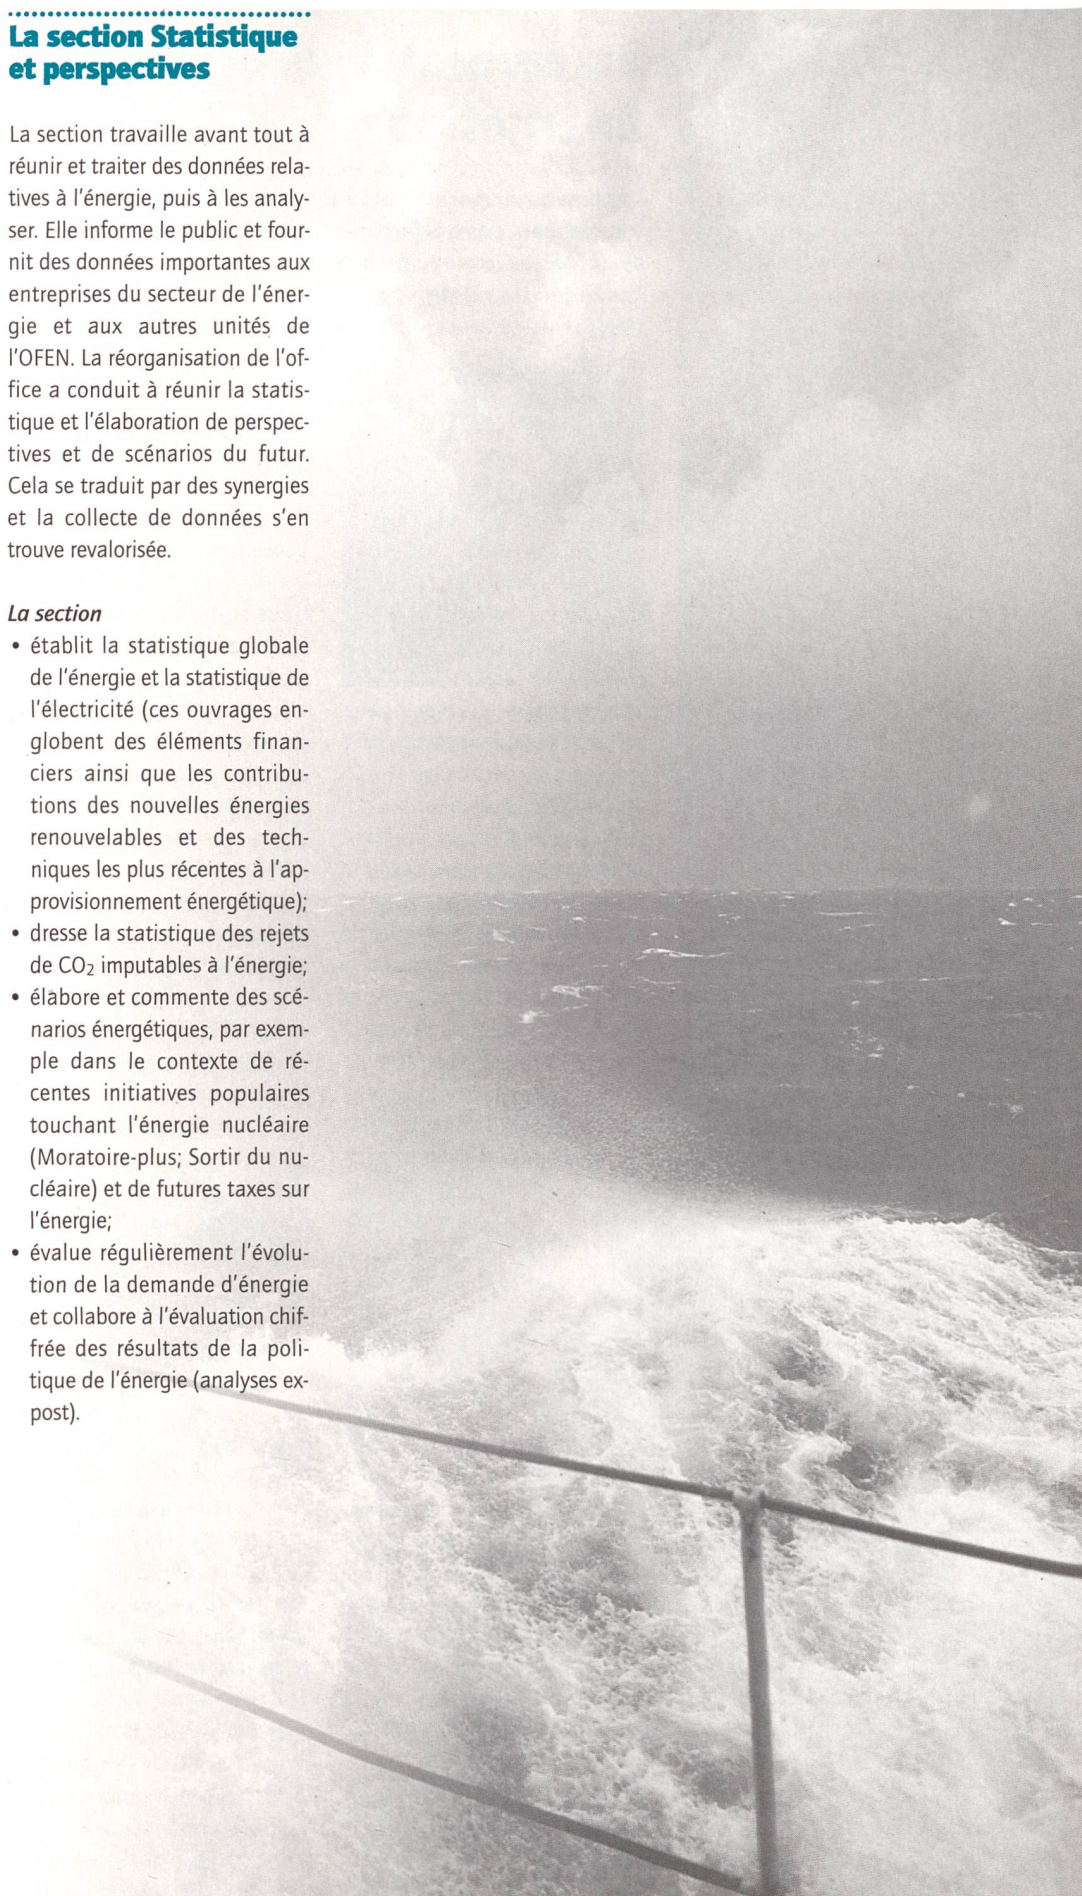 La section Statistique
et perspectives
La section travaille avant tout à
réunir et traiter des données rela-
tives à l'énergie, puis à les analy-
ser. Elle informe le public et four-
nit des données importantes aux
entreprises du secteur de l'éner-
gie et aux autres unités de
l'OFEN. La réorganisation de l'of-
fice a conduit à réunir la statis-
tique et l'élaboration de perspec-
tives et de scénarios du futur.
Cela se traduit par des synergies
et la collecte de données s'en
trouve revalorisée.
La section
• établit la statistique globale
de l'énergie et la statistique de
l'électricité (ces ouvrages en-
globent des éléments finan-
ciers ainsi que les contribu-
tions des nouvelles énergies
renouvelables et des tech-
niques les plus récentes à l'ap-
provisionnement énergétique);
• dresse la statistique des rejets
de CO2 imputables à l'énergie;
• élabore et commente des scé-
narios énergétiques, par exem-
ple dans le contexte de ré-
centes initiatives populaires
touchant l'énergie nucléaire
(Moratoire-plus; Sortir du nu-
cléaire) et de futures taxes sur
l'énergie;
• évalue régulièrement l'évolu-
tion de la demande d'énergie
et collabore à l'évaluation chif-
frée des résultats de la poli-
tique de l'énergie (analyses ex-
post).